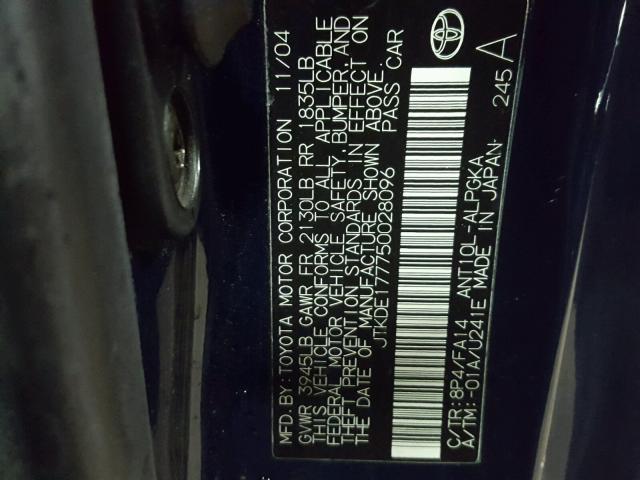 MFD. BY: TOYOTA MOTOR CORPORATION 11/04
GVWR 3945LB GAWR FR 2130LB RR 1835LB
THIS VEHICLE CONFORMS TO ALL APPLICABLE
FEDERAL MOTOR VEHICLE SAFETY, BUMPER, AND
THEFT PREVENTION STANDARDS IN EFFECT ON
THE DATE OF MANUFACTURE SHOWN ABOVE.
JTKDE177750028096 PASS CAR
C/TR: 8P4/FA14 ANT10L-ALPGKA 245 A
A/TM: -01A/U241E MADE IN JAPAN